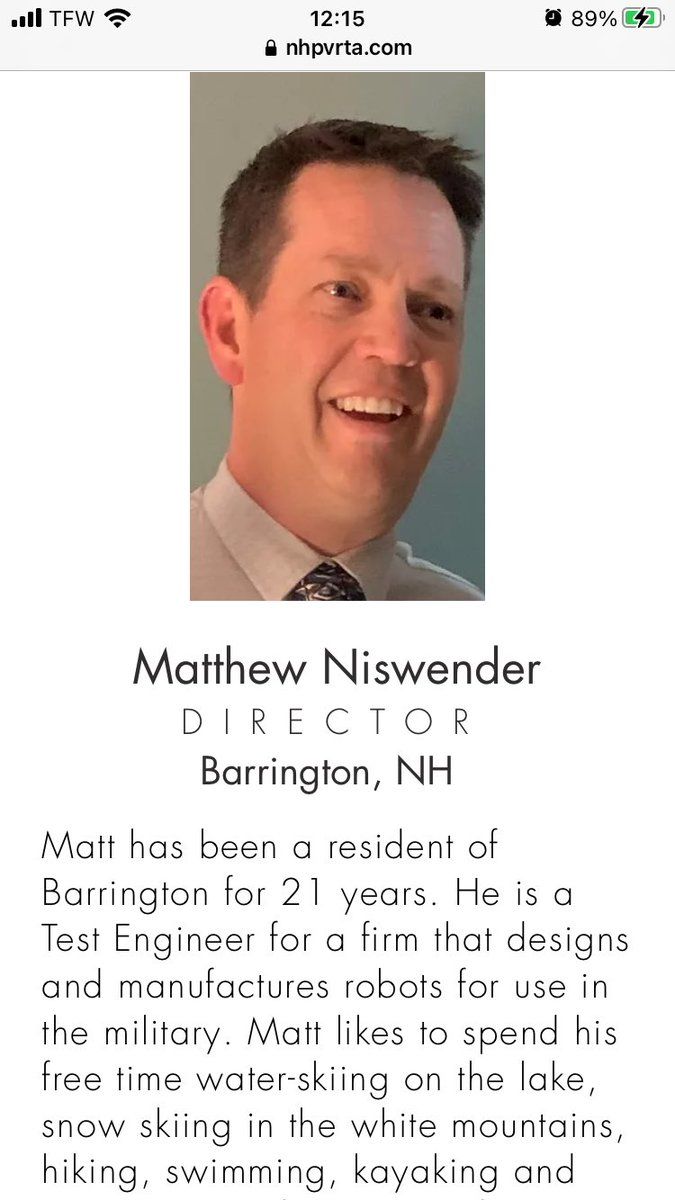 TFW 12:15 89%
nhpvrta.com
Matthew Niswender
DIRECTOR
Barrington, NH
Matt has been a resident of
Barrington for 21 years. He is a
Test Engineer for a firm that designs
and manufactures robots for use in
the military. Matt likes to spend his
free time water-skiing on the lake,
snow skiing in the white mountains,
hiking, swimming, kayaking and